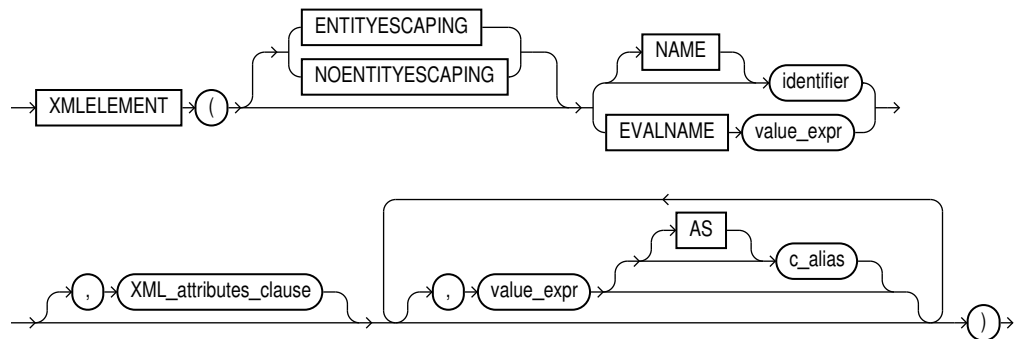 ENTITYESCAPING
NOENTITYESCAPING
NAME
identifier
XMLELEMENT (
EVALNAME value_expr
AS
c_alias
, XML_attributes_clause , value_expr
)